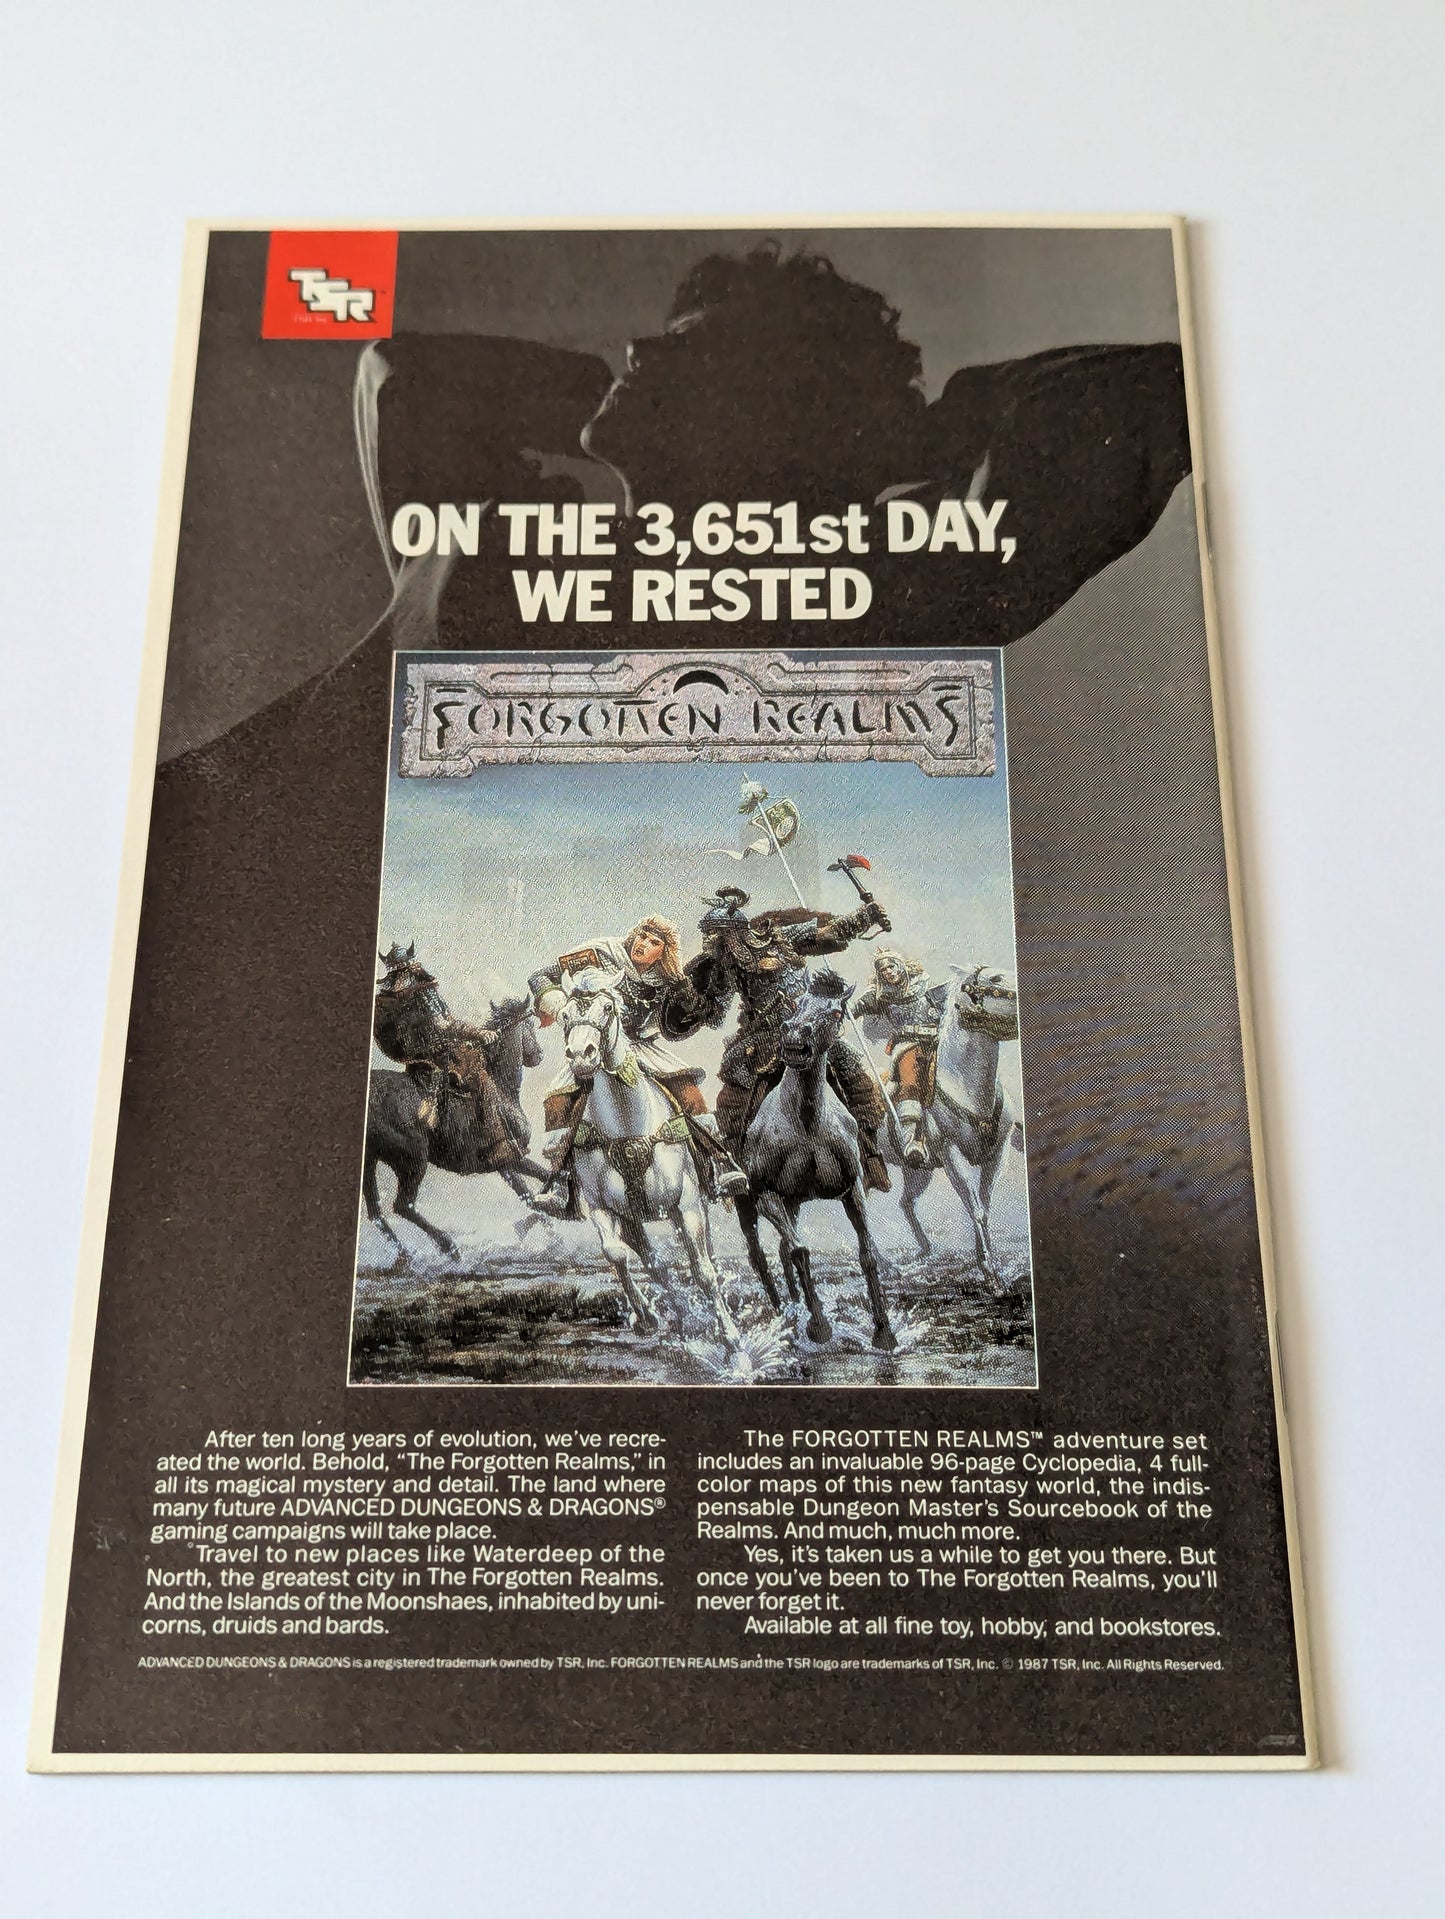 TSR
ON THE 3,651st DAY,
WE RESTED
FORGOTTEN REALMS
After ten long years of evolution, we've recre-
ated the world. Behold, "The Forgotten Realms," in
all its magical mystery and detail. The land where
many future ADVANCED DUNGEONS & DRAGONS®
gaming campaigns will take place.
Travel to new places like Waterdeep of the
North, the greatest city in The Forgotten Realms.
And the Islands of the Moonshaes, inhabited by uni-
corns, druids and bards.
The FORGOTTEN REALMS™ adventure set
includes an invaluable 96-page Cyclopedia, 4 full-
color maps of this new fantasy world, the indis-
pensable Dungeon Master's Sourcebook of the
Realms. And much, much more.
Yes, it's taken us a while to get you there. But
once you've been to The Forgotten Realms, you'll
never forget it.
Available at all fine toy, hobby, and bookstores.
ADVANCED DUNGEONS & DRAGONS is a registered trademark owned by TSR, Inc. FORGOTTEN REALMS and the TSR logo are trademarks of TSR, Inc. © 1987 TSR, Inc. All Rights Reserved.